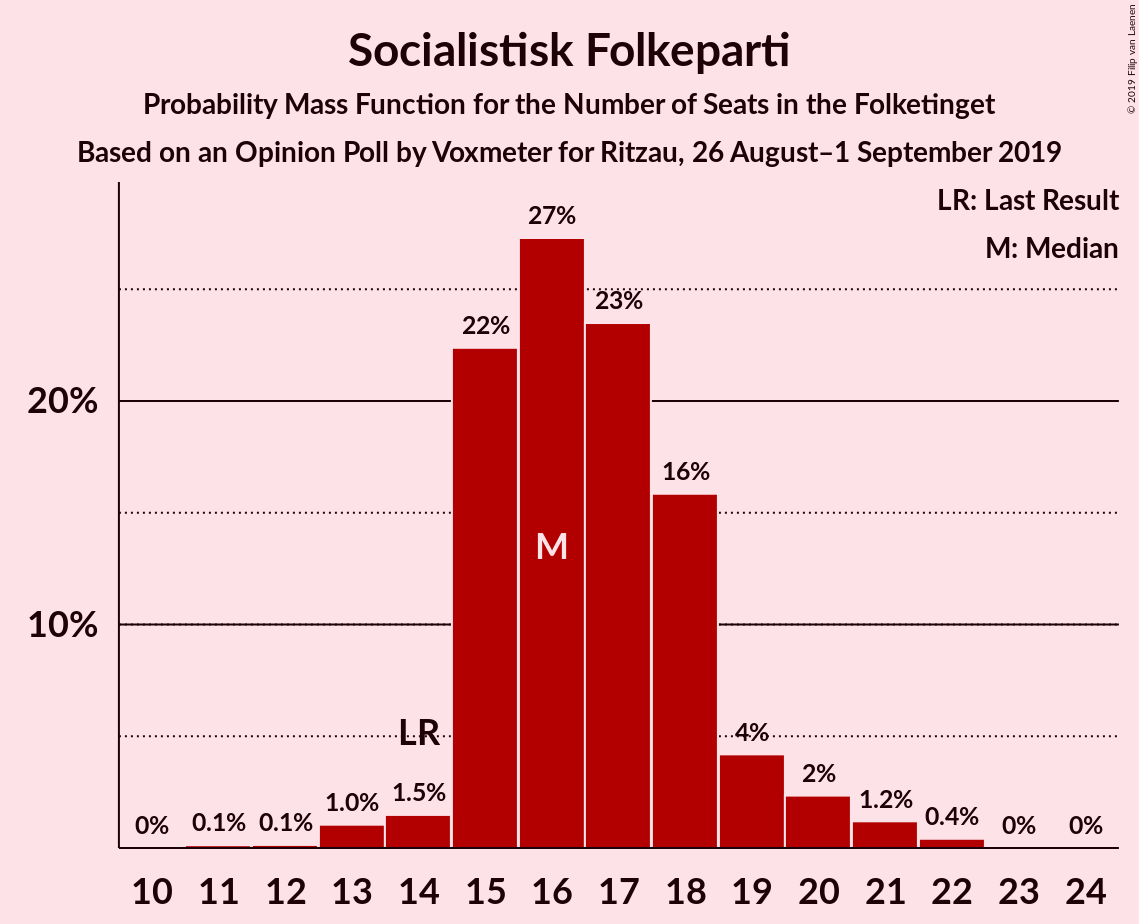 Socialistisk Folkeparti
Probability Mass Function for the Number of Seats in the Folketinget
Based on an Opinion Poll by Voxmeter for Ritzau, 26 August–1 September 2019
© 2019 Filip van Laenen
LR: Last Result
M: Median
27%
23%
22%
20%
16%
M
10%
LR
4%
2%
1.5%
1.2%
1.0%
0.4%
0% 0.1% 0.1% 0% 0%
10 11 12 13 14 15 16 17 18 19 20 21 22 23 24